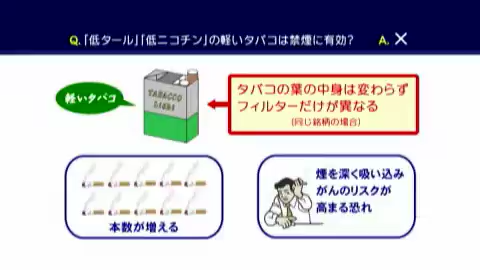 Q.「低タール」「低ニコチン」の軽いタバコは禁煙に有効? A. ×
軽いタバコ
TABACCO
LIGHT
タバコの葉の中身は変わらず
フィルターだけが異なる
(同じ銘柄の場合)
本数が増える
煙を深く吸い込み
がんのリスクが
高まる恐れ